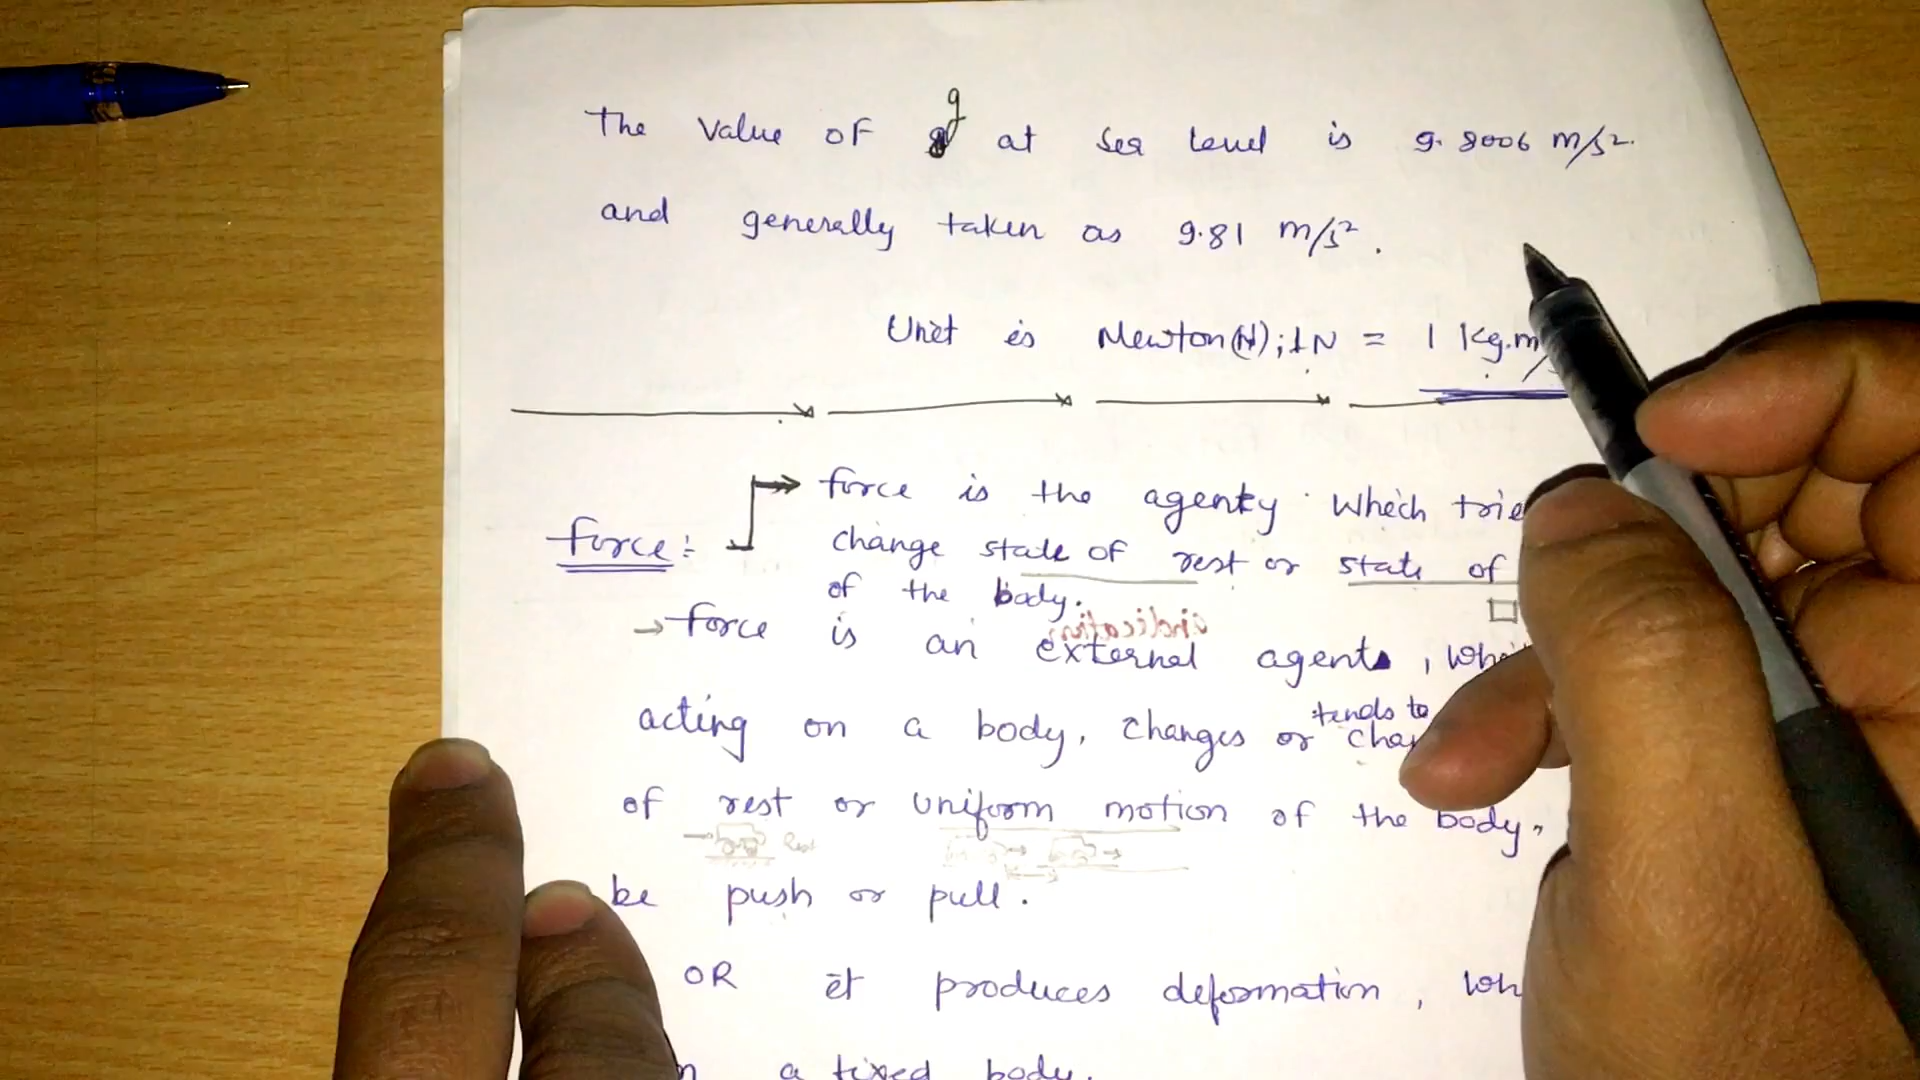 The Value OF g at Sea level is 9.8006 m/s2.
and generally taken as 9.81 m/s2.
Unit is Newton(N); 1N = 1 kg.m/
force is the agenty which trie
force:
change state of rest or state of
of the body.
→ force is an external agent, whi
acting on a body, changes or tends to cha
of rest or uniform motion of the body,
Rest
be push or pull.
OR it produces deformation, wh
n a fixed body.